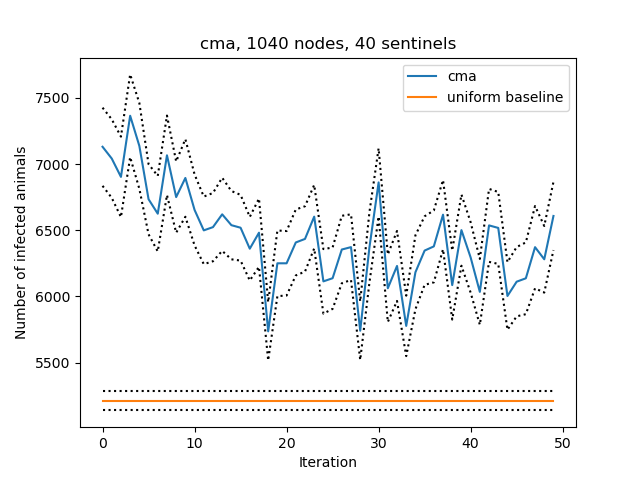 cma, 1040 nodes, 40 sentinels
cma
uniform baseline
Number of infected animals
7500
7000
6500
6000
5500
0 10 20 30 40 50
Iteration